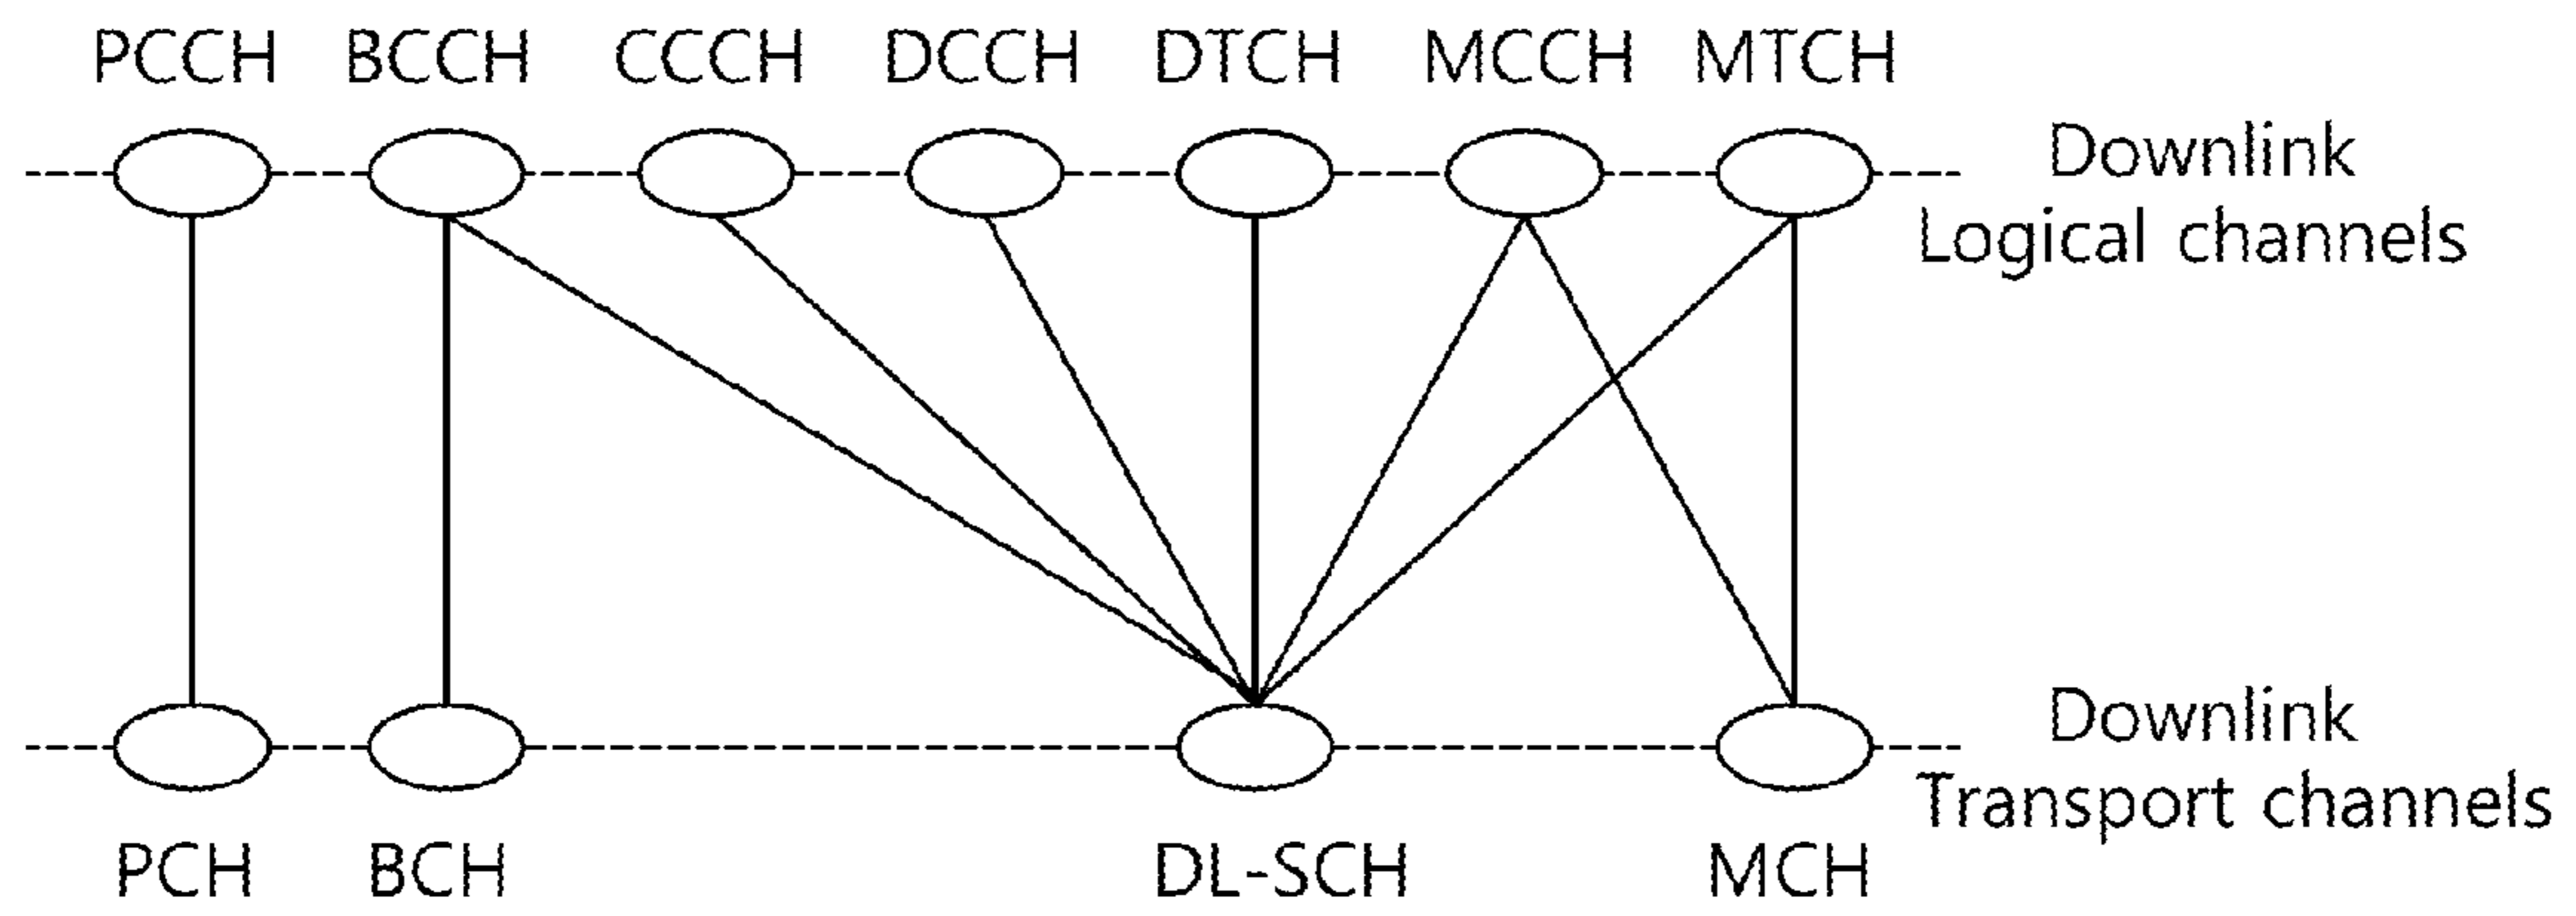 PCCH BCCH CCCH DCCH DTCH MCCH MTCH
Downlink
Logical channels
Downlink
Transport channels
PCH BCH DL-SCH MCH